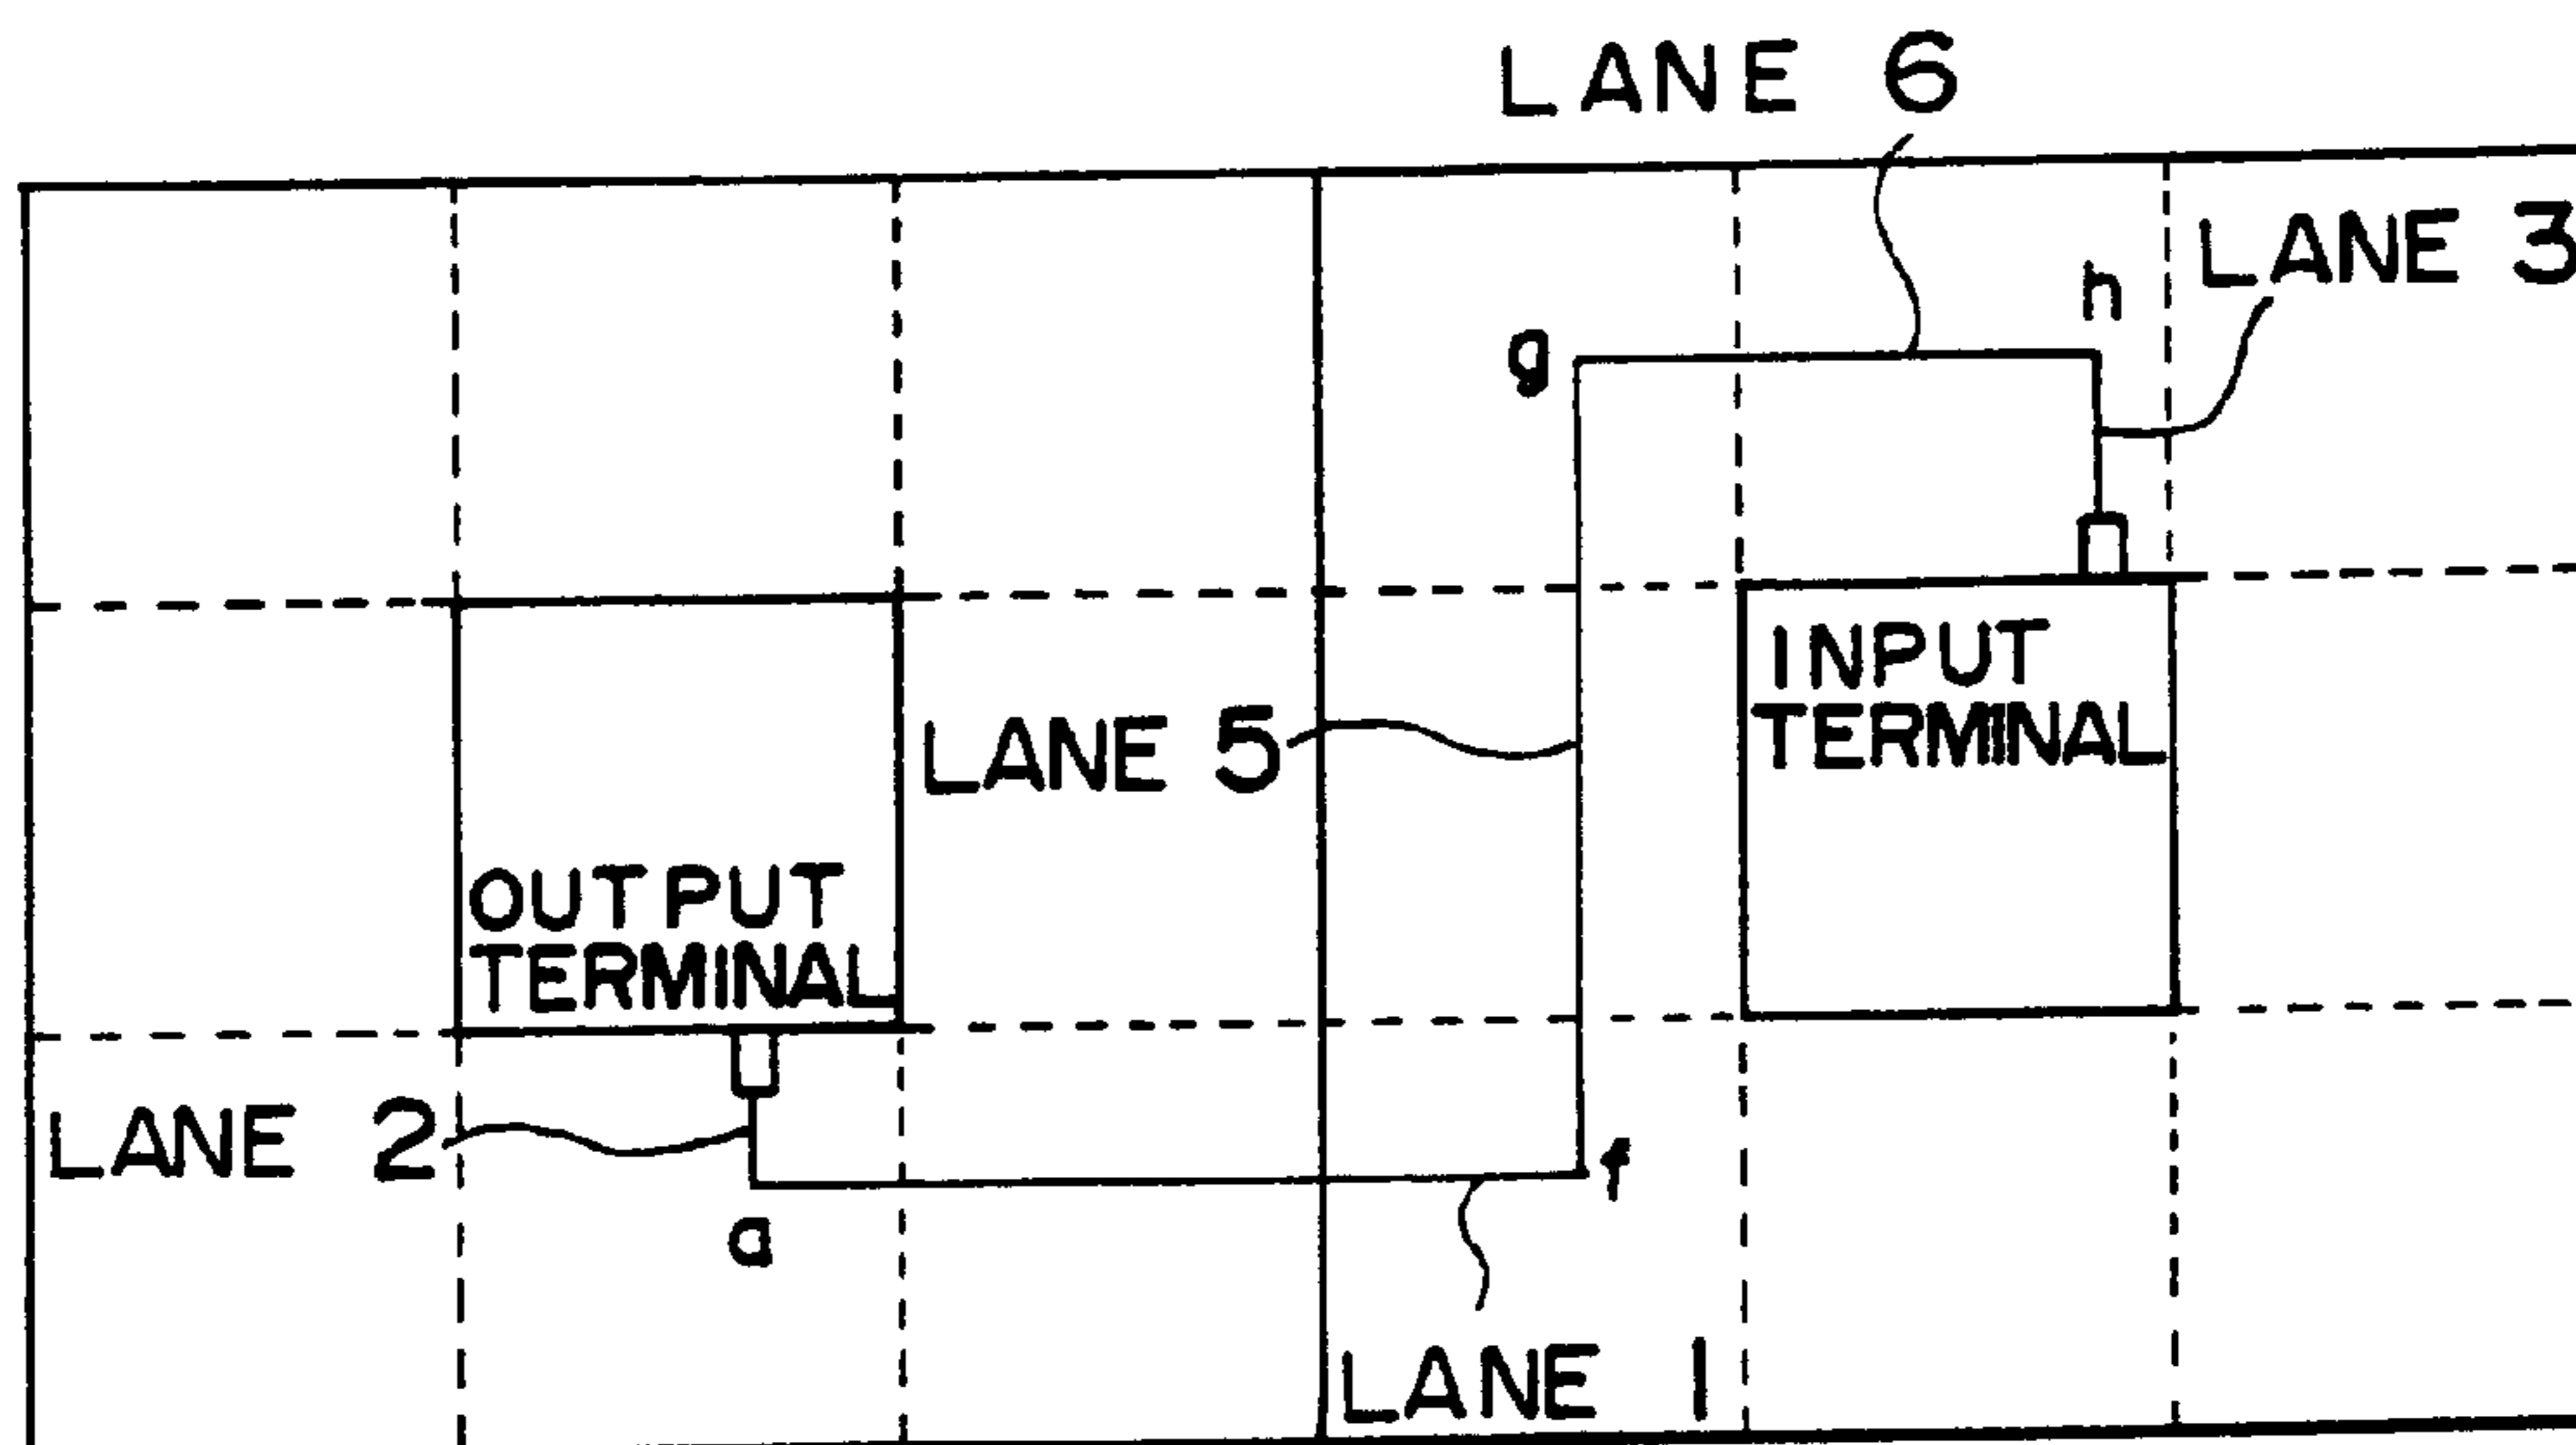 LANE 6
LANE 3
h
g
INPUT
TERMINAL
LANE 5
OUTPUT
TERMINAL
LANE 2
f
a
LANE 1